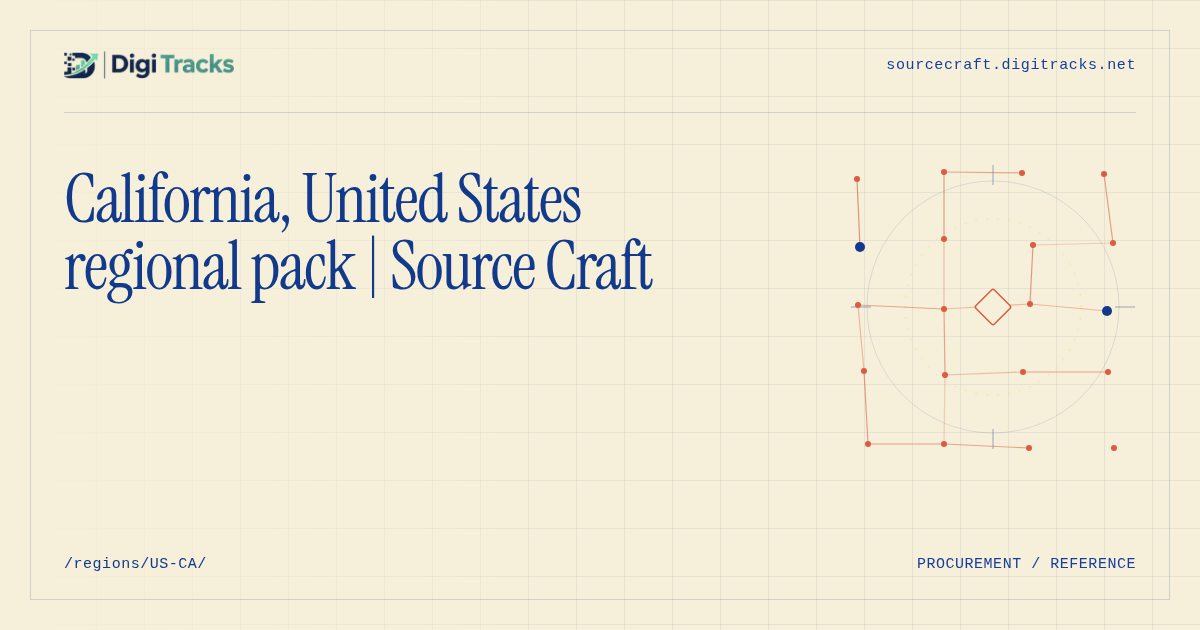 Digi Tracks
sourcecraft.digitracks.net
California, United States
regional pack | Source Craft
/regions/US-CA/
PROCUREMENT / REFERENCE